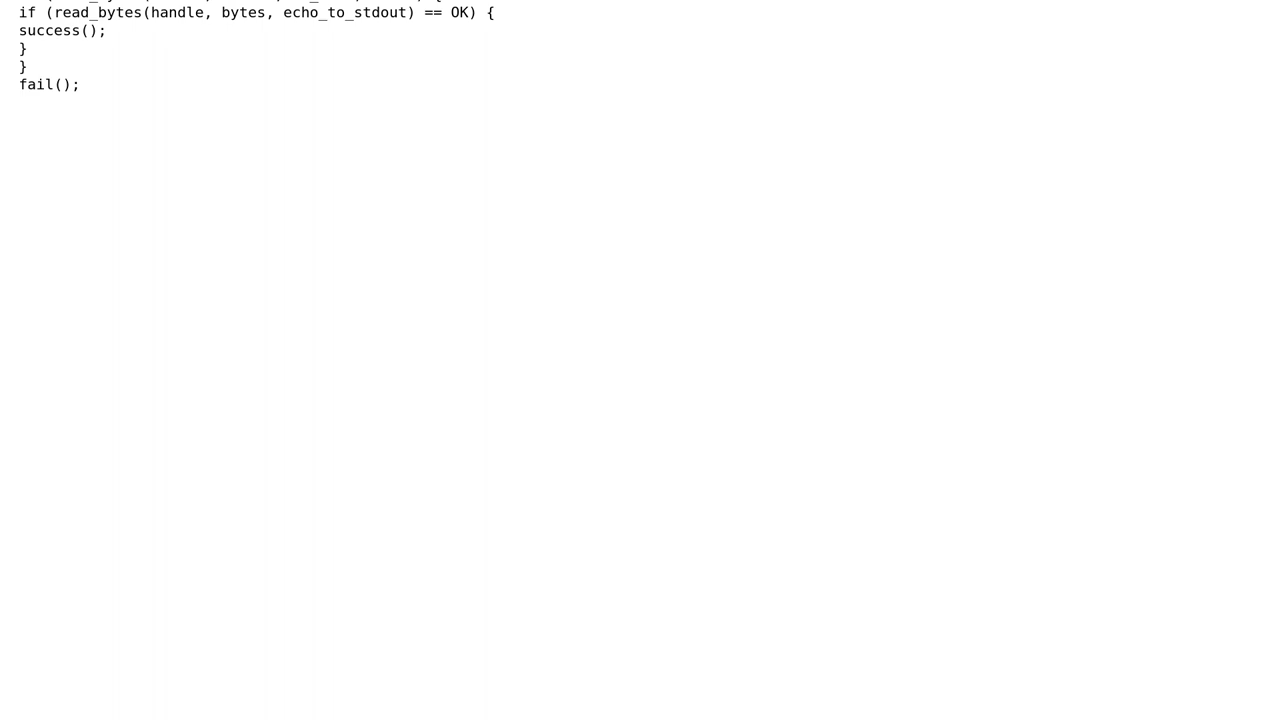 if (read_bytes(handle, bytes, echo_to_stdout) == OK) {
success();
}
}
fail();